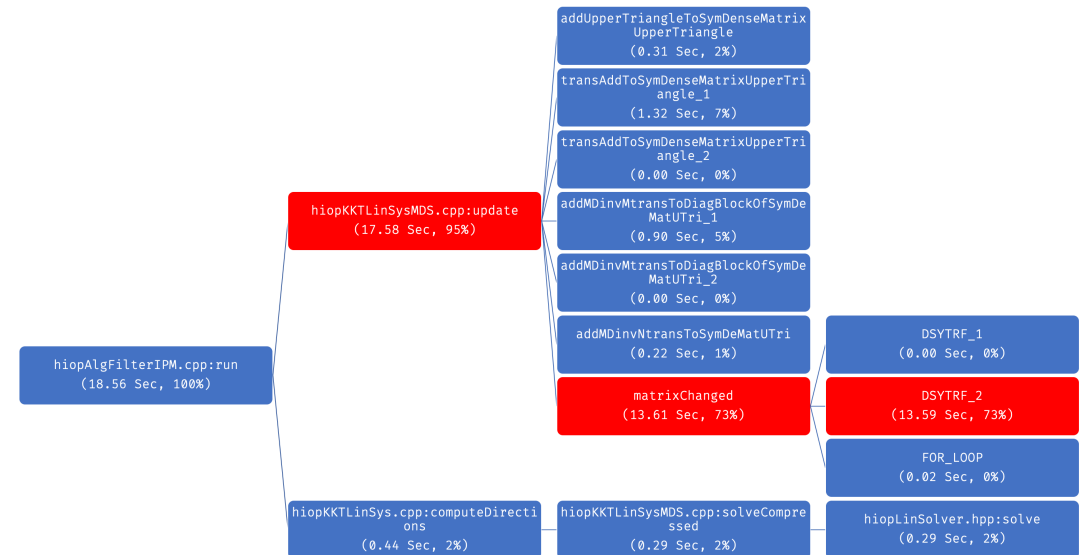 addUpperTriangleToSymDenseMatrix
UpperTriangle
(0.31 Sec, 2%)
transAddToSymDenseMatrixUpperTri
angle_1
(1.32 Sec, 7%)
transAddToSymDenseMatrixUpperTri
angle_2
(0.00 Sec, 0%)
hiopKKTLinSysMDS.cpp:update
(17.58 Sec, 95%)
addMDinvMtransToDiagBlockOfSymDe
MatUTri_1
(0.90 Sec, 5%)
addMDinvMtransToDiagBlockOfSymDe
MatUTri_2
(0.00 Sec, 0%)
addMDinvNtransToSymDeMatUTri
(0.22 Sec, 1%)
DSYTRF_1
(0.00 Sec, 0%)
hiopAlgFilterIPM.cpp:run
(18.56 Sec, 100%)
matrixChanged
(13.61 Sec, 73%)
DSYTRF_2
(13.59 Sec, 73%)
FOR_LOOP
(0.02 Sec, 0%)
hiopKKTLinSys.cpp:computeDirecti
ons
(0.44 Sec, 2%)
hiopKKTLinSysMDS.cpp:solveCompre
ssed
(0.29 Sec, 2%)
hiopLinSolver.hpp:solve
(0.29 Sec, 2%)